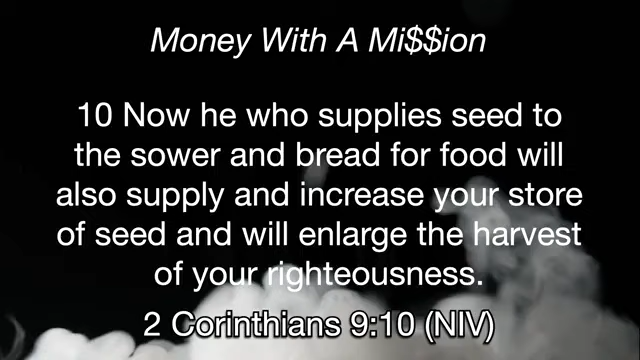 Money With A Mi$$ion
10 Now he who supplies seed to
the sower and bread for food will
also supply and increase your store
of seed and will enlarge the harvest
of your righteousness.
2 Corinthians 9:10 (NIV)